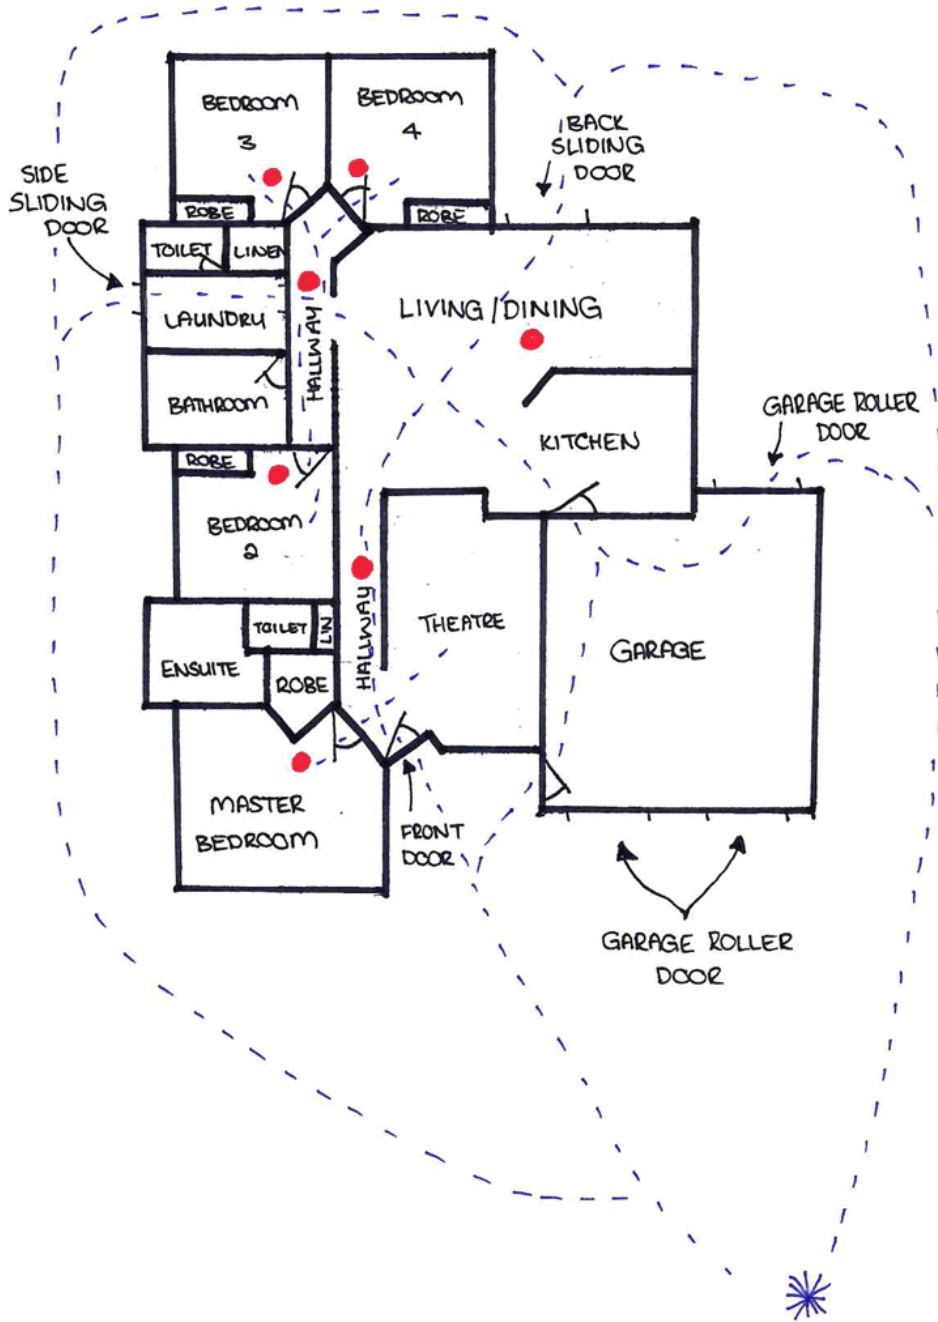 BEDROOM
3
BEDROOM
4
BACK
SLIDING
DOOR
SIDE
SLIDING
DOOR
ROBE
ROBE
TOILET
LINEN
LIVING/DINING
LAUNDRY
HALLWAY
BATHROOM
GARAGE ROLLER
DOOR
KITCHEN
ROBE
BEDROOM
2
HALLWAY
THEATRE
TOILET
LIN
GARAGE
ENSUITE
ROBE
MASTER
BEDROOM
FRONT
DOOR
GARAGE ROLLER
DOOR